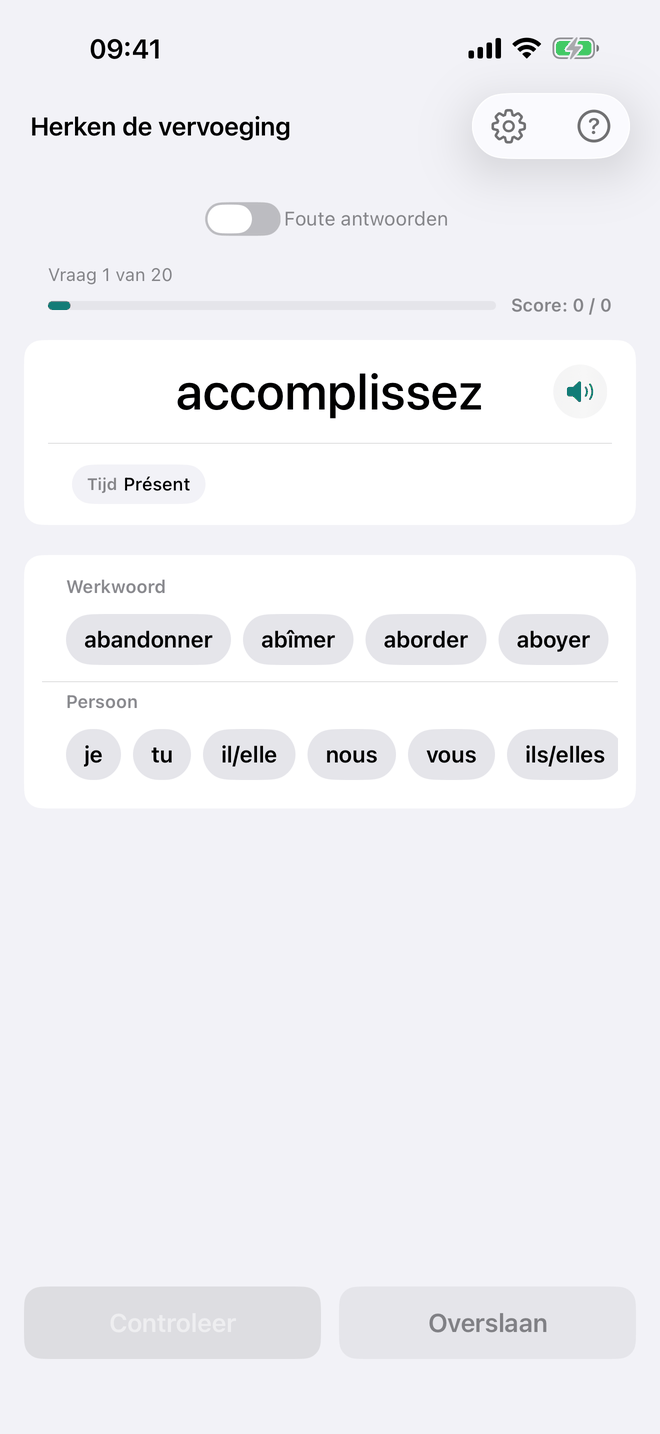 09:41
Herken de vervoeging
?
Foute antwoorden
Vraag 1 van 20
Score: 0 / 0
accomplissez
Tijd Présent
Werkwoord
abandonner abîmer aborder aboyer
Persoon
je tu il/elle nous vous ils/elles
Controleer Overslaan